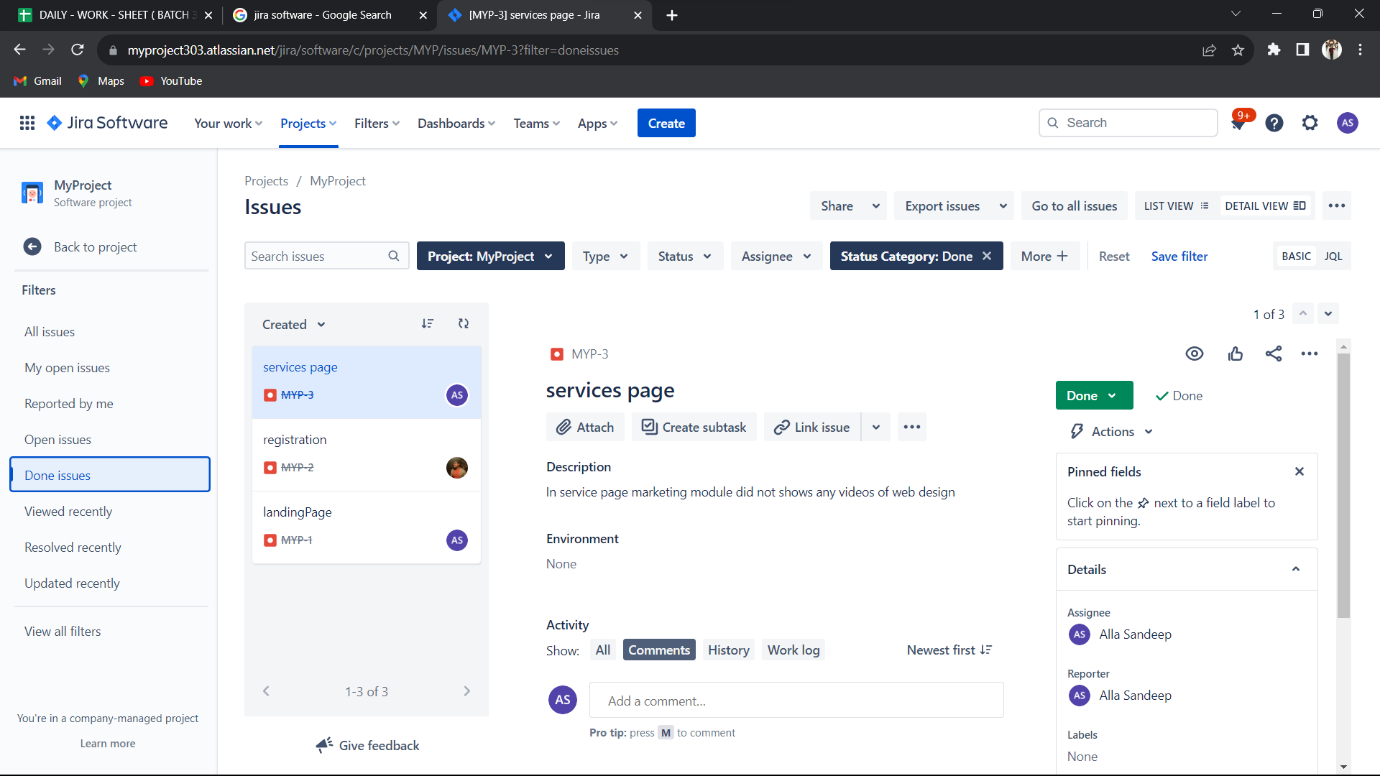 DAILY - WORK - SHEET ( BATCH 3
jira software - Google Search
[MYP-3] services page - Jira
myproject303.atlassian.net/jira/software/c/projects/MYP/issues/MYP-3?filter=doneissues
Gmail
Maps
YouTube
Jira Software
Your work
Projects
Filters
Dashboards
Teams
Apps
Create
Search
9+
AS
MyProject
Software project
Back to project
Filters
All issues
My open issues
Reported by me
Open issues
Done issues
Viewed recently
Resolved recently
Updated recently
View all filters
You're in a company-managed project
Learn more
Projects / MyProject
Issues
Share
Export issues
Go to all issues
LIST VIEW
DETAIL VIEW
Search issues
Project: MyProject
Type
Status
Assignee
Status Category: Done
More
Reset
Save filter
BASIC
JQL
Created
services page
MYP-3
AS
registration
MYP-2
landingPage
MYP-1
AS
1-3 of 3
Give feedback
1 of 3
MYP-3
services page
Attach
Create subtask
Link issue
Description
In service page marketing module did not shows any videos of web design
Environment
None
Activity
Show:
All
Comments
History
Work log
Newest first
AS
Add a comment...
Pro tip: press M to comment
Done
Done
Actions
Pinned fields
Click on the next to a field label to
start pinning.
Details
Assignee
AS
Alla Sandeep
Reporter
AS
Alla Sandeep
Labels
None